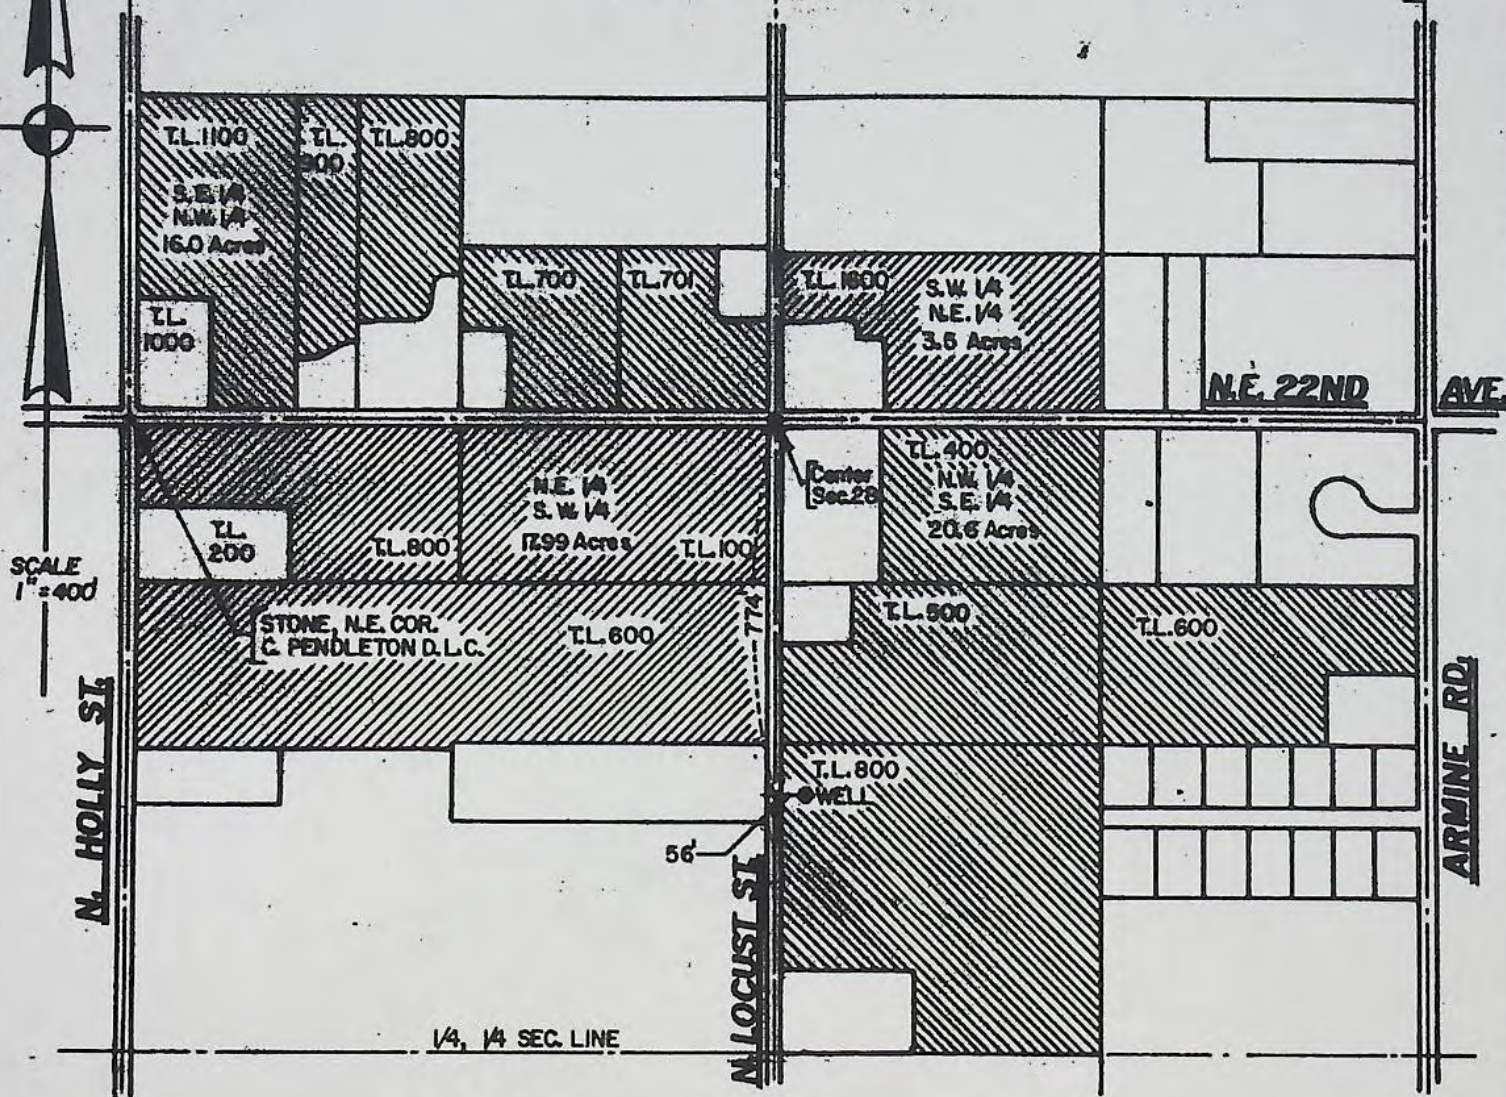 T.L. 1100
S.E. 1/4
N.W. 1/4
16.0 Acres
T.L.
900
T.L. 800
T.L.
1000
T.L. 700
T.L. 701
T.L. 1800
S.W. 1/4
N.E. 1/4
3.6 Acres
N.E. 22ND AVE.
T.L.
200
T.L. 800
N.E. 1/4
S.W. 1/4
17.99 Acres
T.L. 100
Center
Sec. 28
T.L. 400
N.W. 1/4
S.E. 1/4
20.6 Acres
SCALE
1" = 400'
STONE, N.E. COR.
C. PENDLETON D.L.C.
T.L. 600
774'
T.L. 500
T.L. 600
T.L. 800
WELL
56'
N. HOLLY ST.
N. LOCUST ST.
ARMINE RD.
1/4, 1/4 SEC. LINE